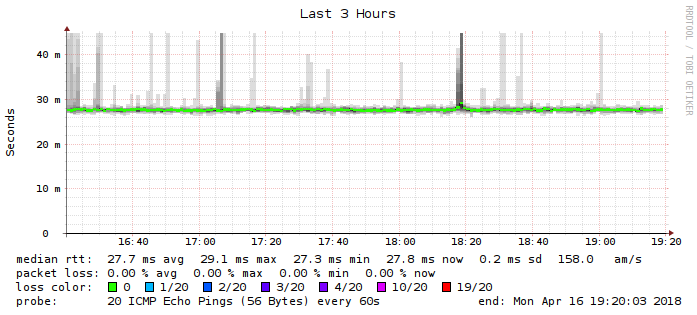 Last 3 Hours
RRDTOOL / TOBI OETIKER
Seconds
40 m
30 m
20 m
10 m
0
16:40 17:00 17:20 17:40 18:00 18:20 18:40 19:00 19:20
median rtt: 27.7 ms avg 29.1 ms max 27.3 ms min 27.8 ms now 0.2 ms sd 158.0 am/s
packet loss: 0.00 % avg 0.00 % max 0.00 % min 0.00 % now
loss color: 0 1/20 2/20 3/20 4/20 10/20 19/20
probe: 20 ICMP Echo Pings (56 Bytes) every 60s end: Mon Apr 16 19:20:03 2018